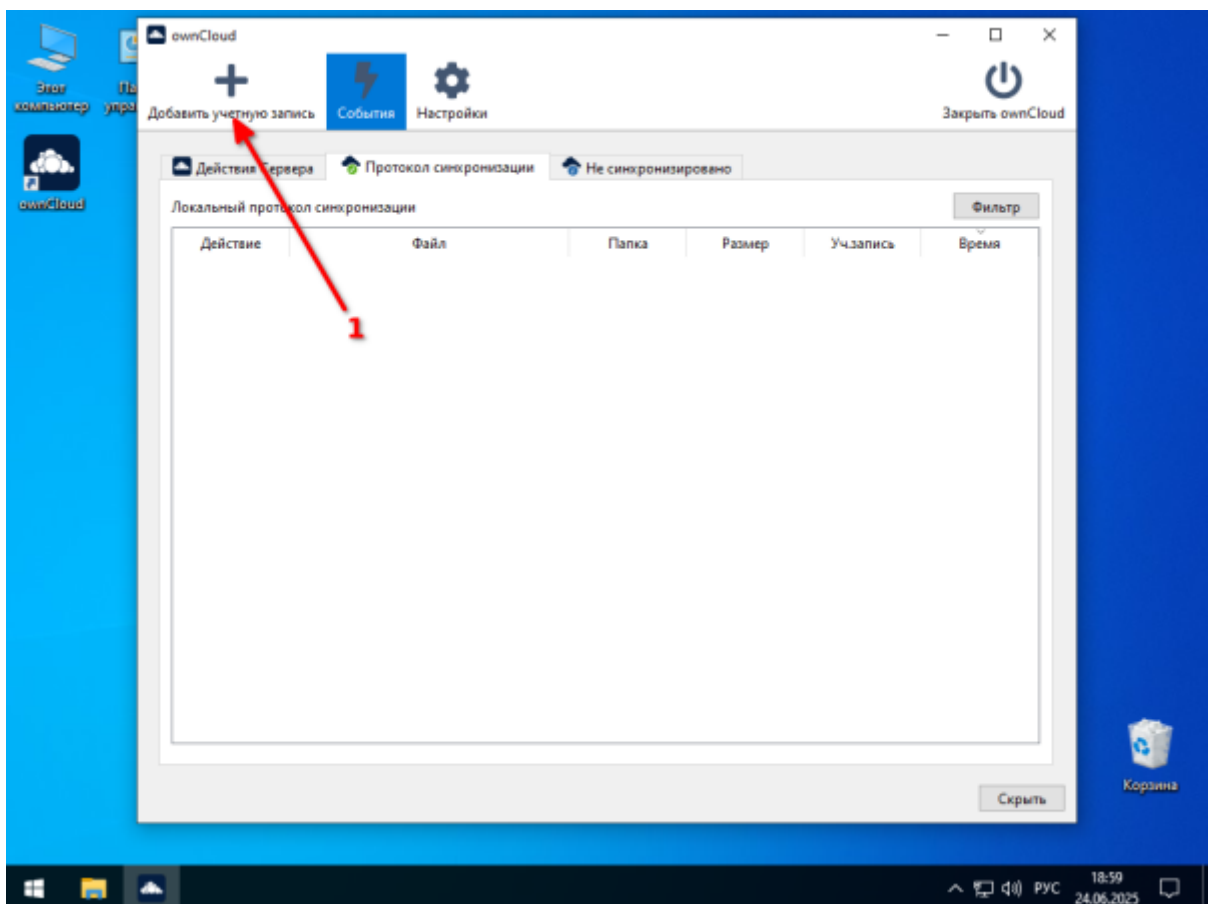 ownCloud
Этот компьютер
Добавить учетную запись
События
Настройки
Закрыть ownCloud
Действия Сервера
Протокол синхронизации
Не синхронизировано
ownCloud
Локальный протокол синхронизации
Фильтр
Действие
Файл
Папка
Размер
Уч.запись
Время
1
Скрыть
Корзина
РУС
18:59
24.06.2025